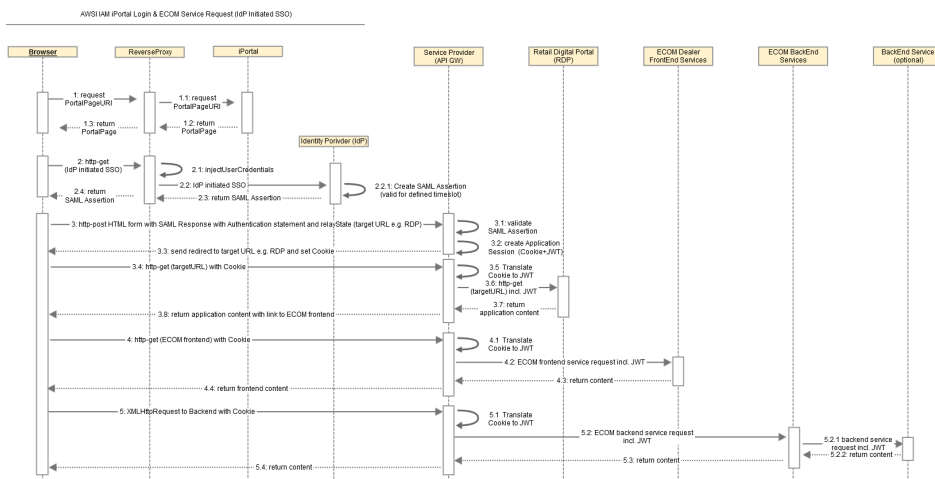 AWSI IAM iPortal Login & ECOM Service Request (IdP Initiated SSO)
Browser
ReverseProxy
iPortal
Service Provider
(API GW)
Retail Digital Portal
(RDP)
ECOM Dealer
FrontEnd Services
ECOM BackEnd
Services
BackEnd Service
(optional)
1: request
PortalPageURI
1.1: request
PortalPageURI
1.3: return
PortalPage
1.2: return
PortalPage
Identity Porivder (IdP)
2: http-get
(IdP initiated SSO)
2.1: injectUserCredentials
2.2: IdP initiated SSO
2.2.1: Create SAML Assertion
(valid for defined timeslot)
2.4: return
SAML Assertion
2.3: return SAML Assertion
3: http-post HTML form with SAML Response with Authentication statement and relayState (target URL e.g. RDP)
3.1: validate
SAML Assertion
3.2: create Application
Session (Cookie+JWT)
3.3: send redirect to target URL e.g. RDP and set Cookie
3.4: http-get (targetURL) with Cookie
3.5 Translate
Cookie to JWT
3.6: http-get
(targetURL) incl. JWT
3.7: return
application content
3.8: return application content with link to ECOM frontend
4: http-get (ECOM frontend) with Cookie
4.1 Translate
Cookie to JWT
4.2: ECOM frontend service request incl. JWT
4.3: return content
4.4: return frontend content
5: XMLHttpRequest to Backend with Cookie
5.1 Translate
Cookie to JWT
5.2: ECOM backend service request
incl. JWT
5.2.1 backend service
request incl. JWT
5.2.2: return content
5.3: return content
5.4: return content